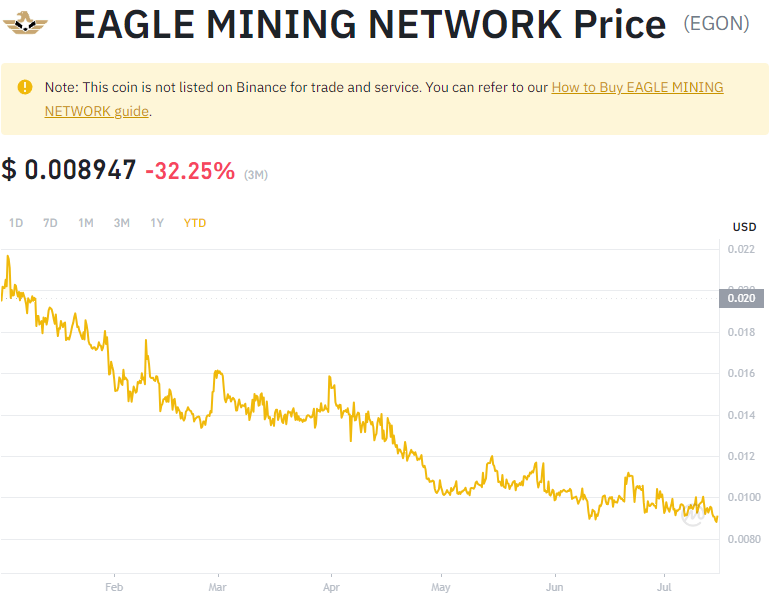 EAGLE MINING NETWORK Price (EGON)
Note: This coin is not listed on Binance for trade and service. You can refer to our How to Buy EAGLE MINING
NETWORK guide.
$ 0.008947 -32.25% (3M)
1D 7D 1M 3M 1Y YTD
USD
0.022
0.020
0.018
0.016
0.014
0.012
0.0100
0.0080
Feb Mar Apr May Jun Jul